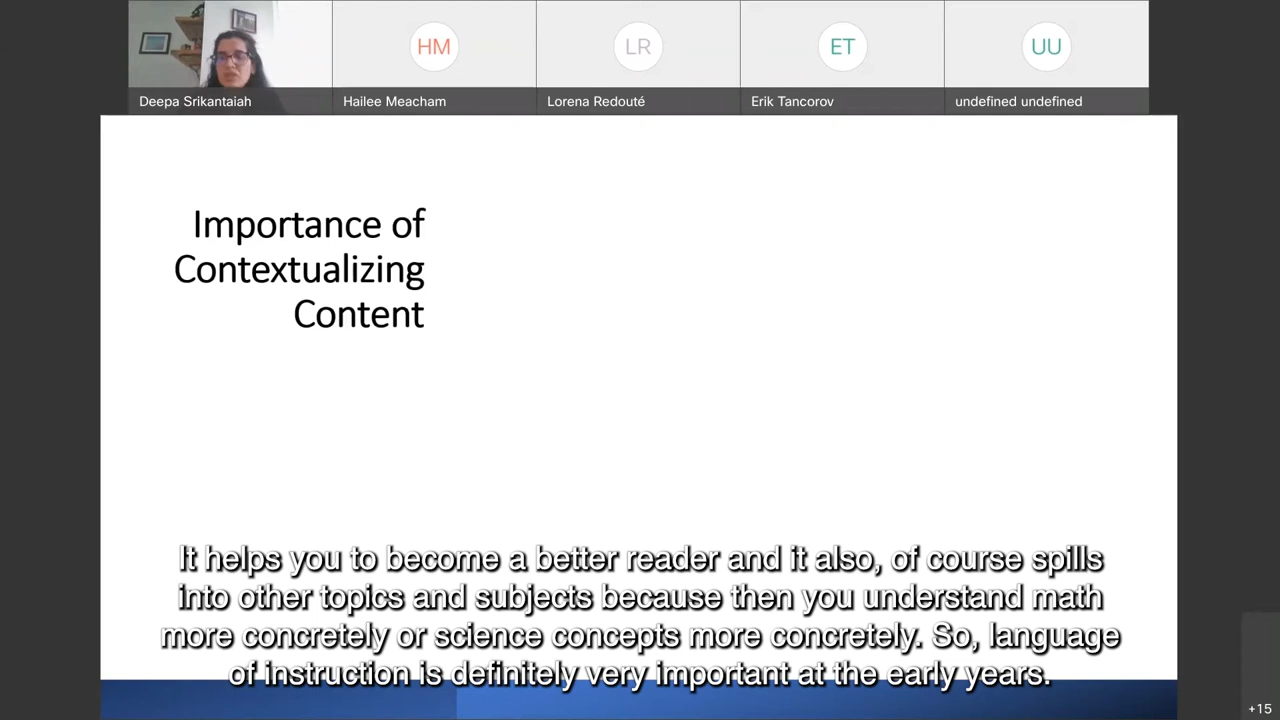 HM
LR
ET
UU
Deepa Srikantaiah
Hailee Meacham
Lorena Redouté
Erik Tancorov
undefined undefined
Importance of
Contextualizing
Content
It helps you to become a better reader and it also, of course spills
into other topics and subjects because then you understand math
more concretely or science concepts more concretely. So, language
of instruction is definitely very important at the early years.
+15